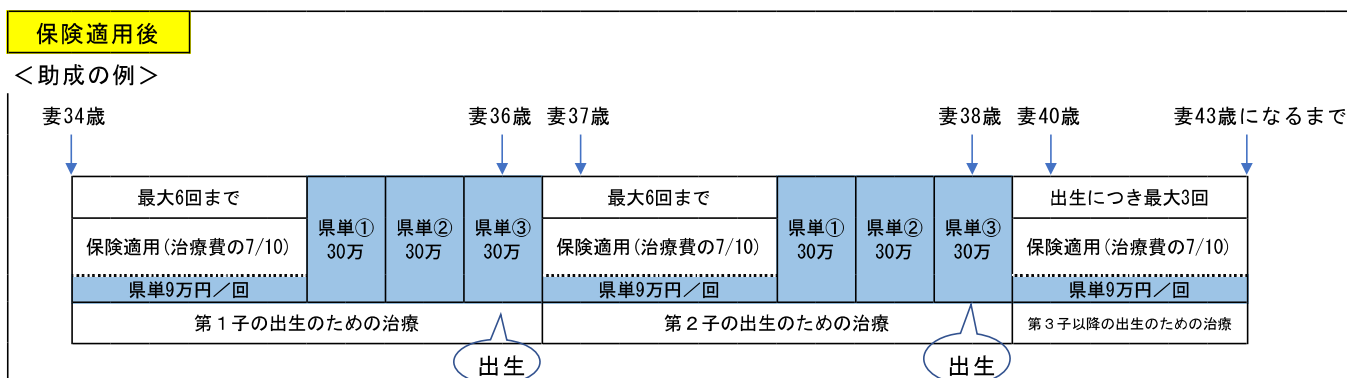 保険適用後
＜助成の例＞
妻34歳 妻36歳 妻37歳 妻38歳 妻40歳 妻43歳になるまで
最大6回まで
保険適用(治療費の7/10)
県単9万円／回
県単①
30万
県単②
30万
県単③
30万
最大6回まで
保険適用(治療費の7/10)
県単9万円／回
県単①
30万
県単②
30万
県単③
30万
出生につき最大3回
保険適用(治療費の7/10)
県単9万円／回
第１子の出生のための治療
第２子の出生のための治療
第３子以降の出生のための治療
出生
出生